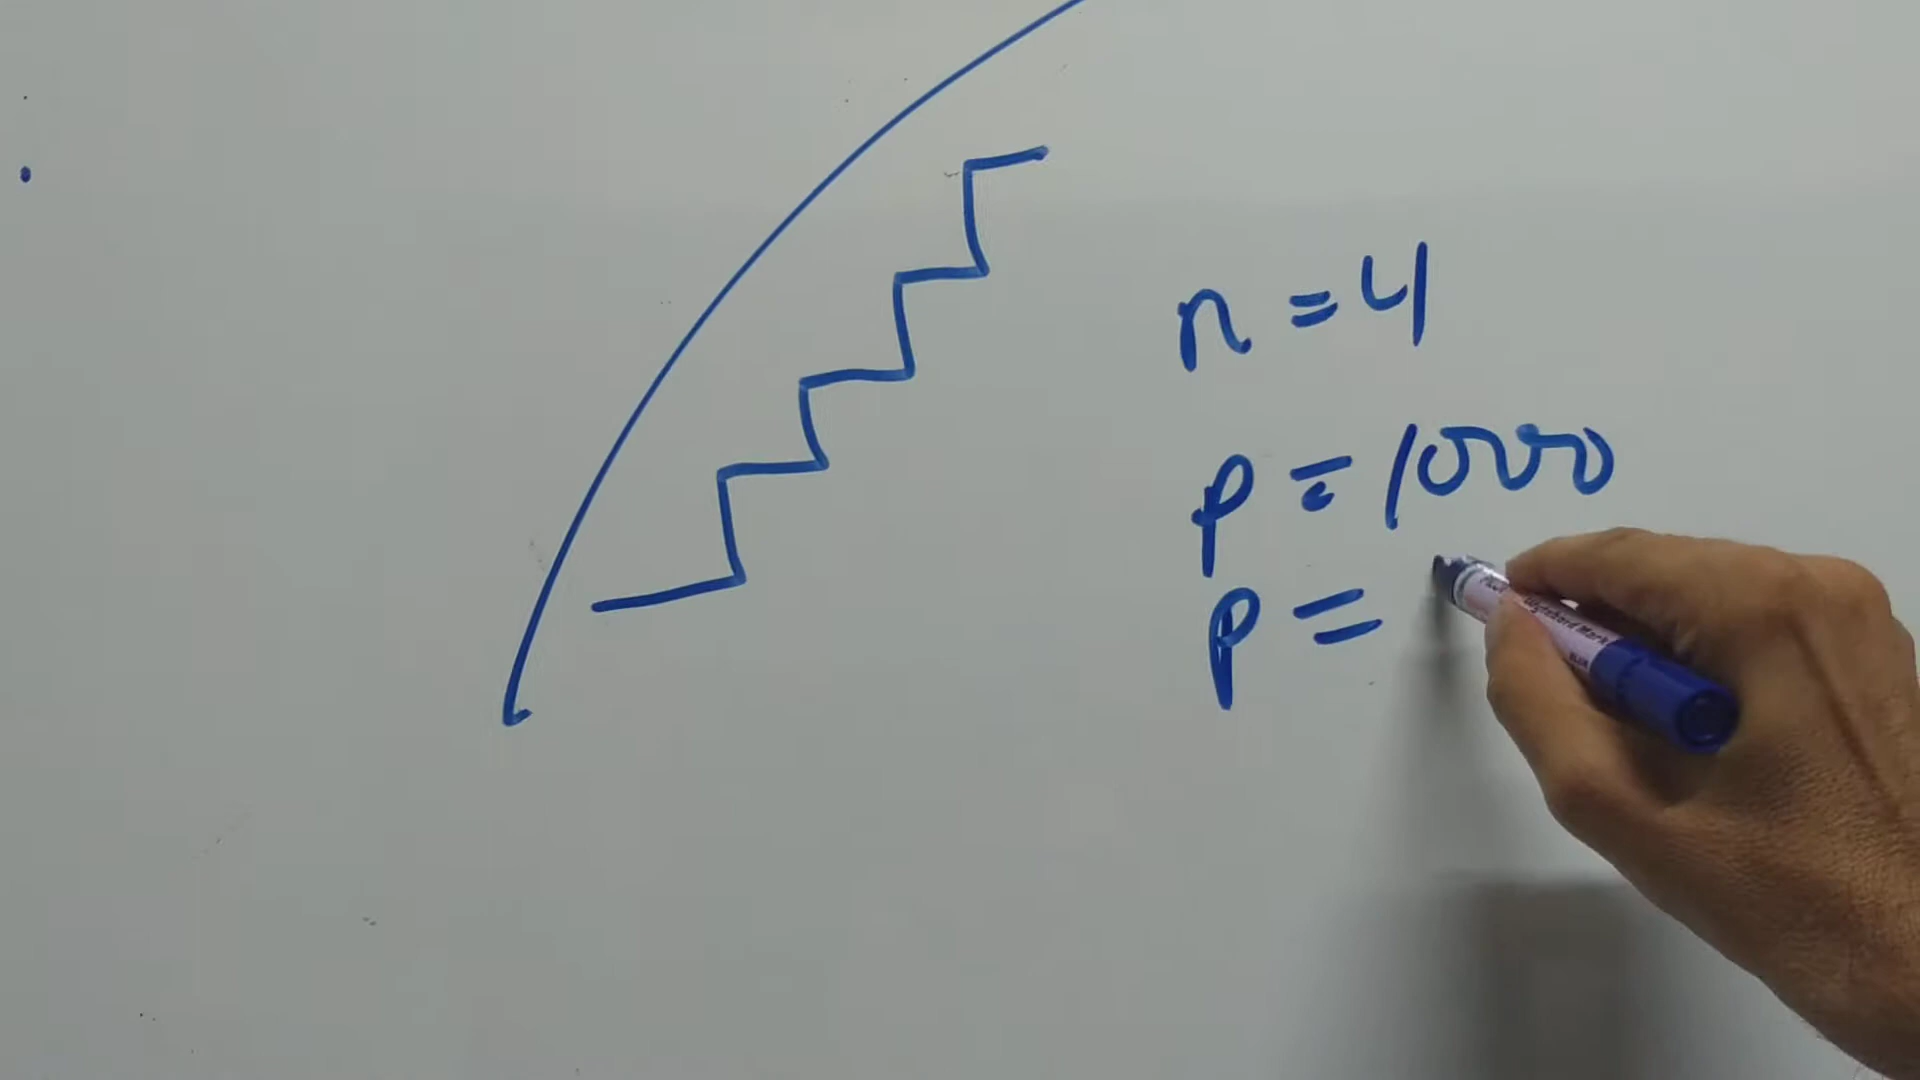 n = 4
p = 1000
p =